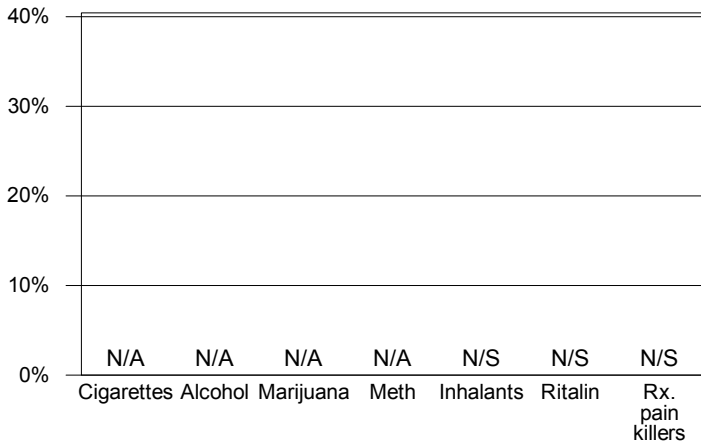 40%
30%
20%
10%
0%
N/A N/A N/A N/A N/S N/S N/S
Cigarettes Alcohol Marijuana Meth Inhalants Ritalin Rx.
pain
killers